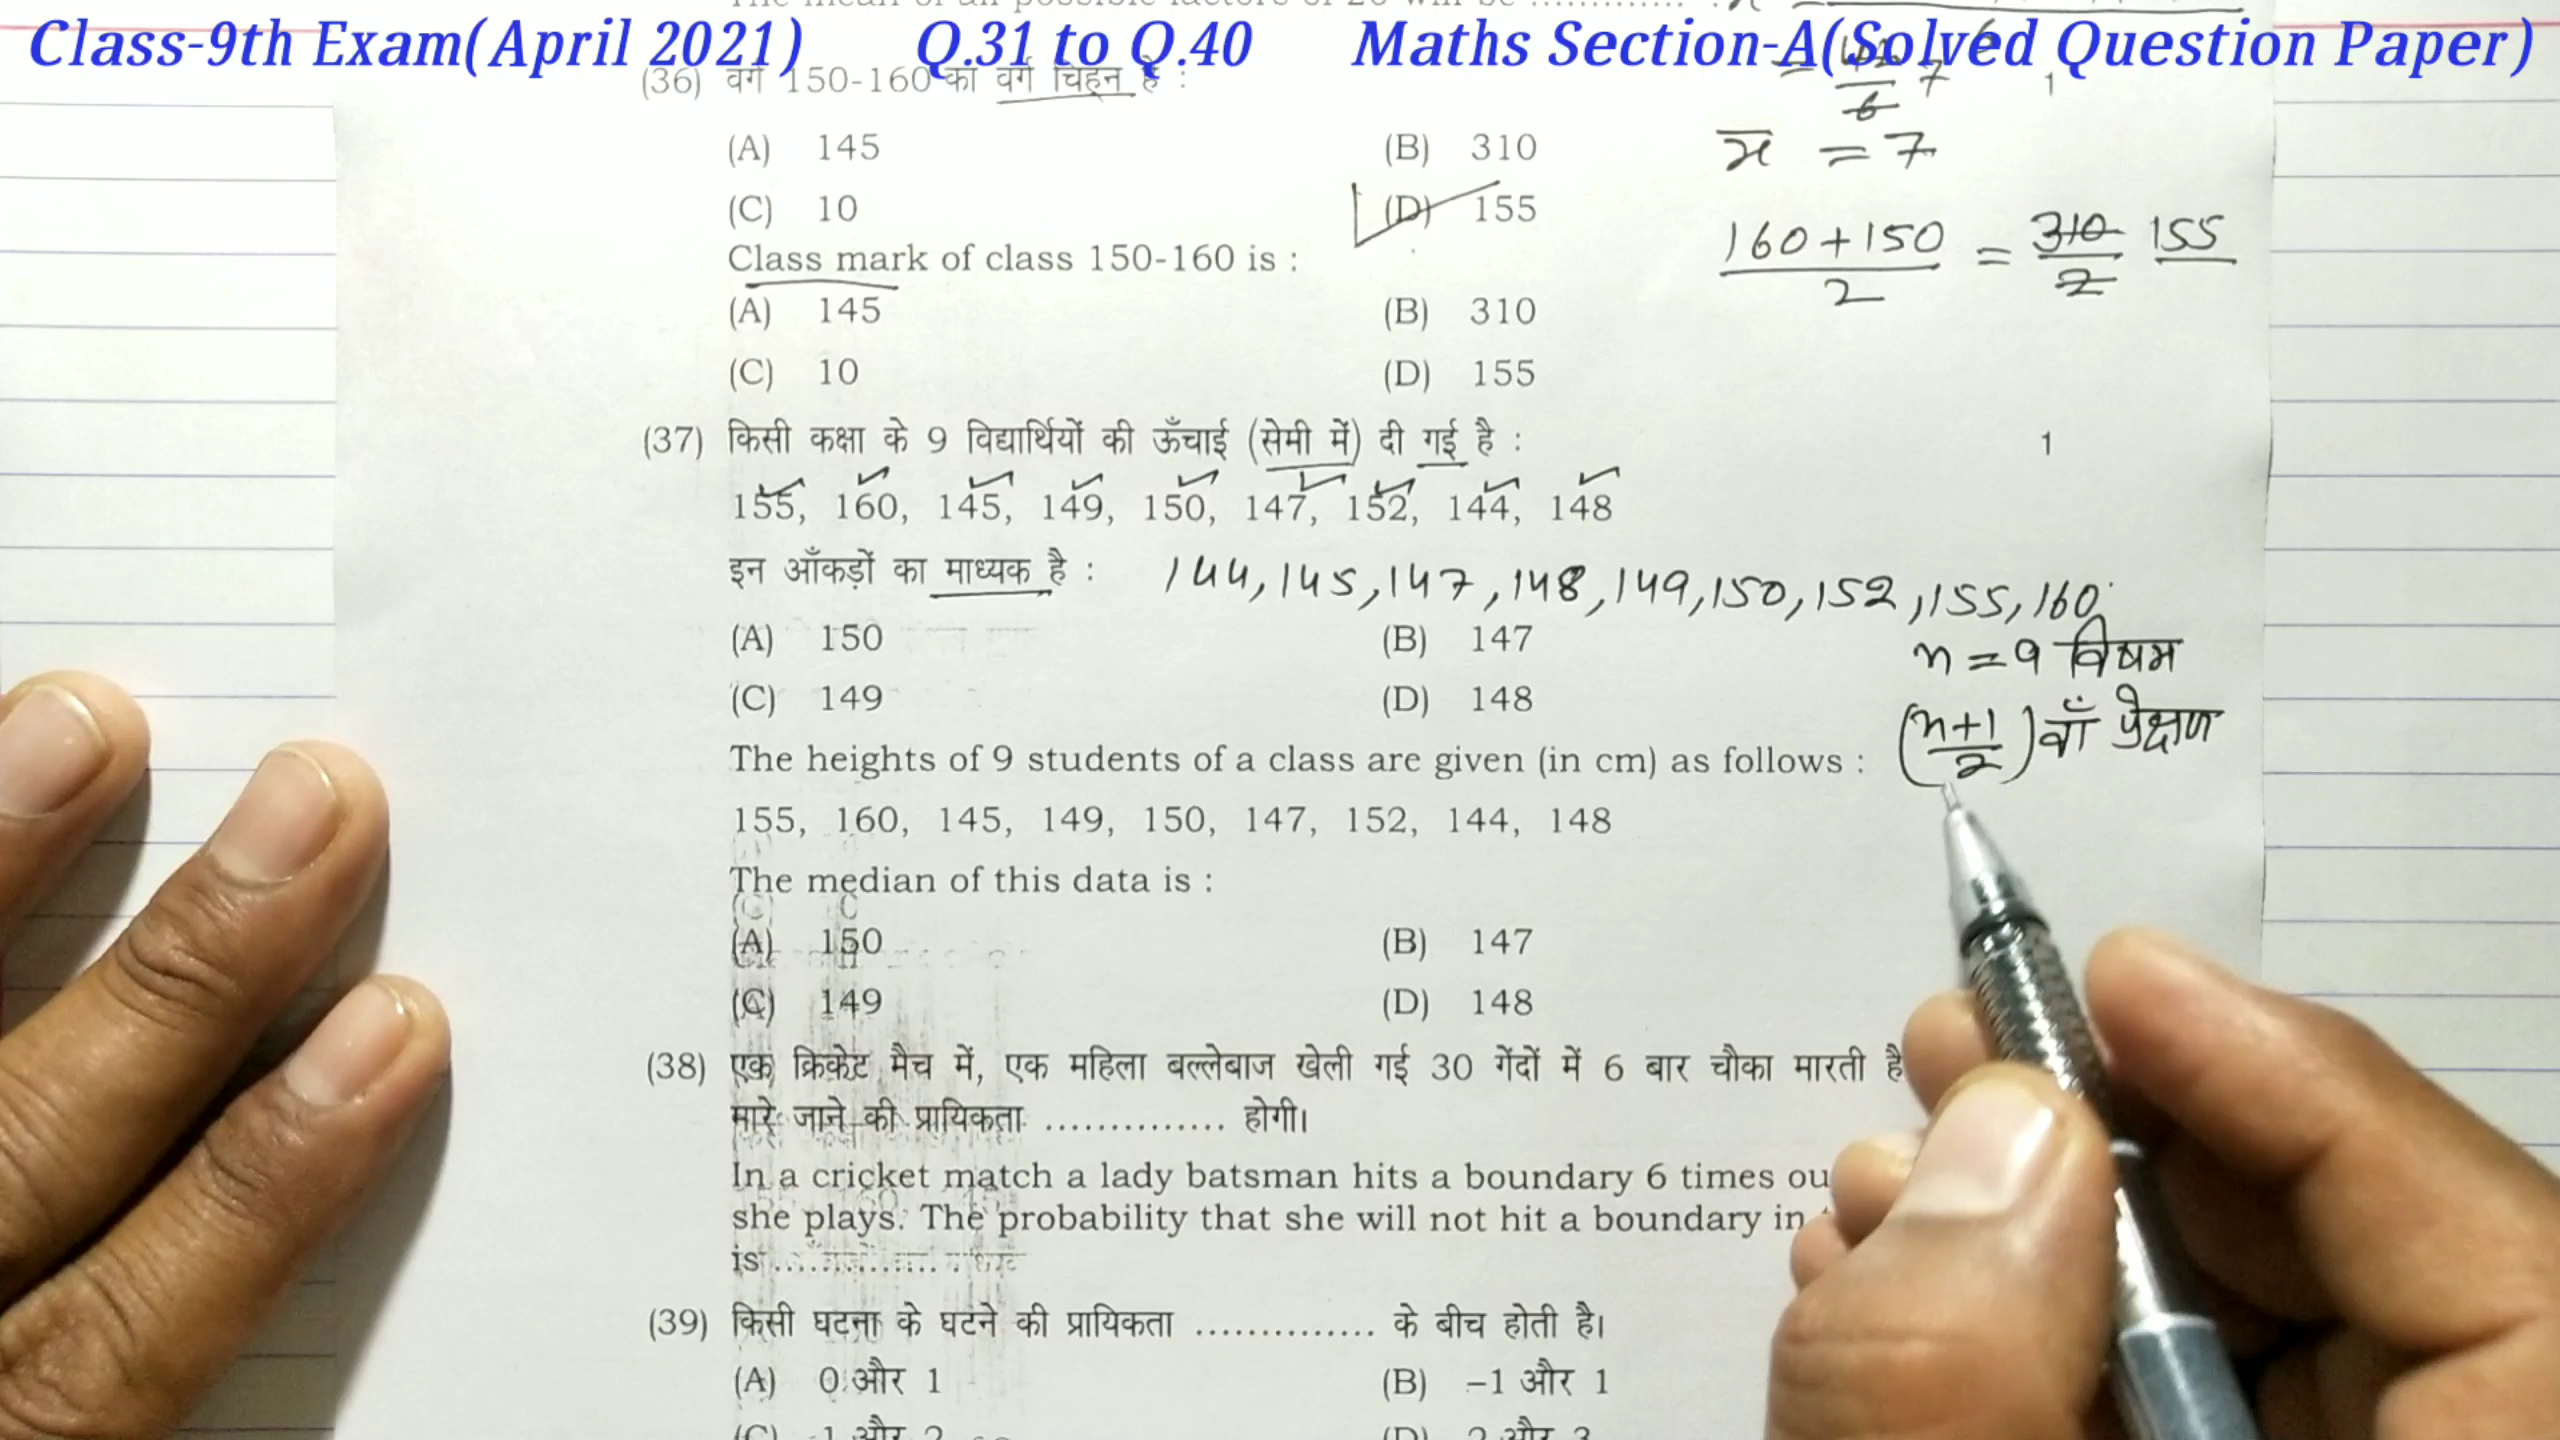 Class-9th Exam(April 2021) Q.31 to Q.40 Maths Section-A(Solved Question Paper)
(36) वर्ग 150-160 का वर्ग चिह्न है : 1
(A) 145 (B) 310
(C) 10 (D) 155
x̄ = 7
Class mark of class 150-160 is :
160+150 / 2 = 310 / 2 155
(A) 145 (B) 310
(C) 10 (D) 155
(37) किसी कक्षा के 9 विद्यार्थियों की ऊँचाई (सेमी में) दी गई है : 1
155, 160, 145, 149, 150, 147, 152, 144, 148
इन आँकड़ों का माध्यक है : 144, 145, 147, 148, 149, 150, 152, 155, 160
(A) 150 (B) 147
n = 9 विषम
(C) 149 (D) 148
(n+1 / 2) वाँ प्रेक्षण
The heights of 9 students of a class are given (in cm) as follows :
155, 160, 145, 149, 150, 147, 152, 144, 148
The median of this data is :
(A) 150 (B) 147
(C) 149 (D) 148
(38) एक क्रिकेट मैच में, एक महिला बल्लेबाज खेली गई 30 गेंदों में 6 बार चौका मारती है
मारे जाने की प्रायिकता ............... होगी।
In a cricket match a lady batsman hits a boundary 6 times ou
she plays. The probability that she will not hit a boundary in
is ...............
(39) किसी घटना के घटने की प्रायिकता ............... के बीच होती है।
(A) 0 और 1 (B) –1 और 1